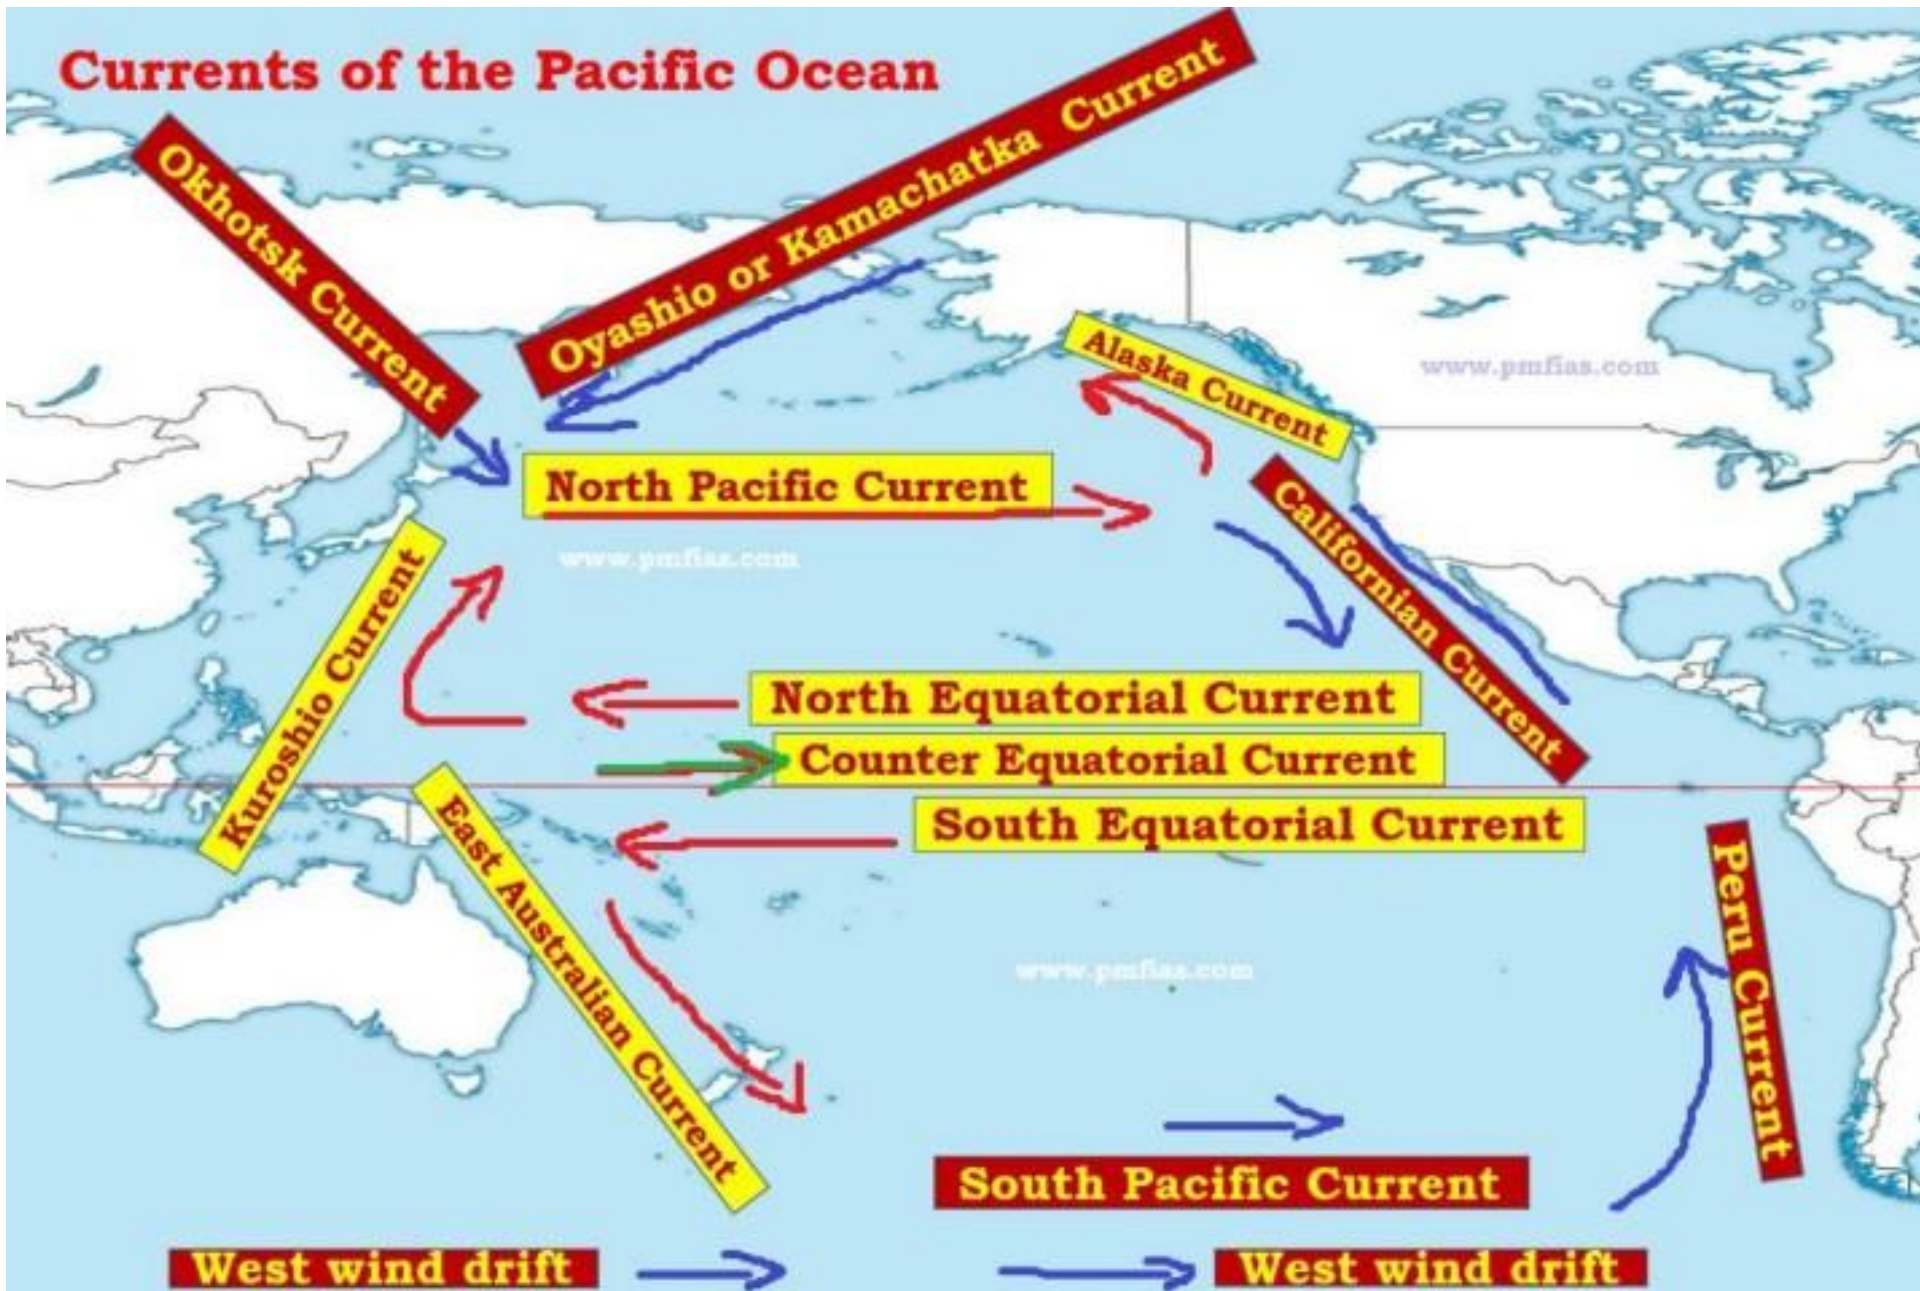 Currents of the Pacific Ocean
Okhotsk Current
Oyashio or Kamachatka Current
Alaska Current
www.pmfias.com
North Pacific Current
Californian Current
www.pmfias.com
Kuroshio Current
North Equatorial Current
Counter Equatorial Current
South Equatorial Current
East Australian Current
Peru Current
www.pmfias.com
South Pacific Current
West wind drift
West wind drift